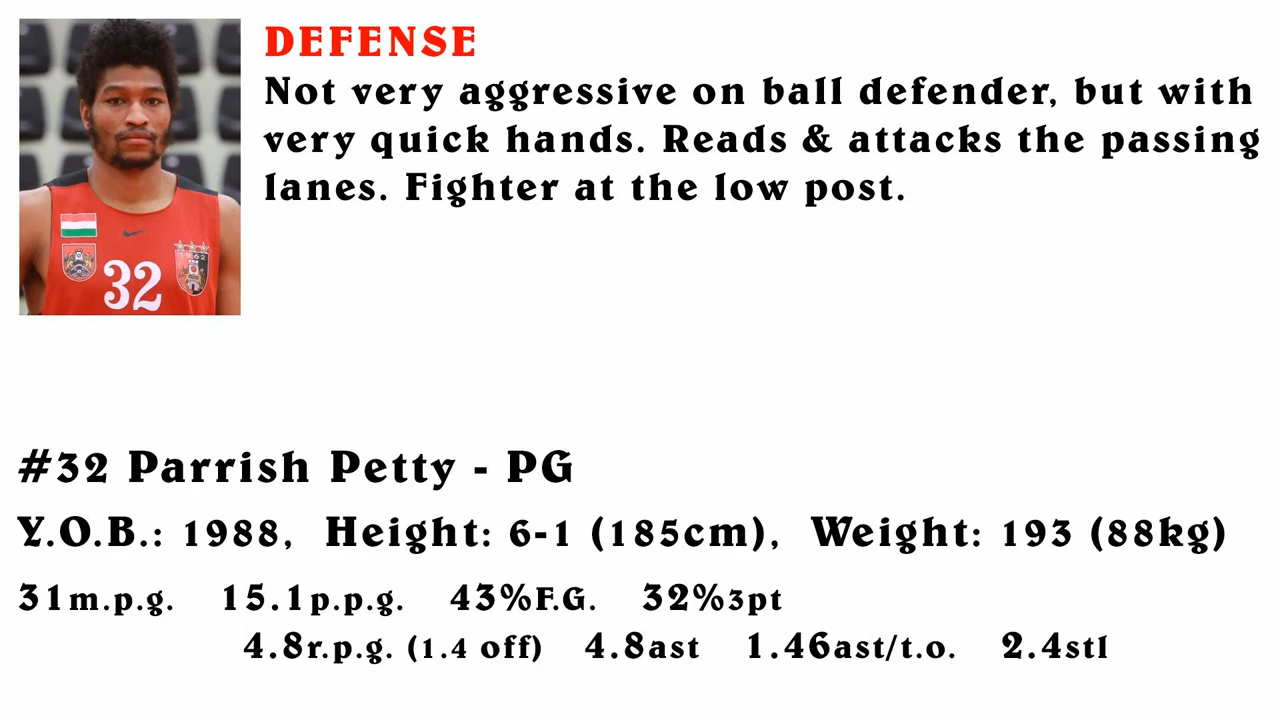 DEFENSE
Not very aggressive on ball defender, but with
very quick hands. Reads & attacks the passing
lanes. Fighter at the low post.
1962
32
#32 Parrish Petty - PG
Y.O.B.: 1988, Height: 6-1 (185cm), Weight: 193 (88kg)
31m.p.g. 15.1p.p.g. 43%F.G. 32%3pt
4.8r.p.g. (1.4 off) 4.8ast 1.46ast/t.o. 2.4stl